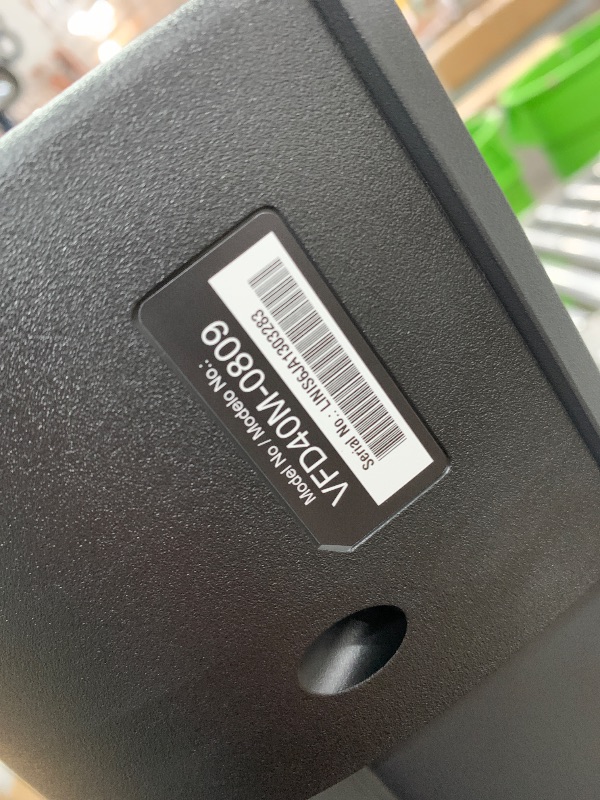 Model No / Modelo No.:
VFD40M-0809
Serial No.: LINIS6JA1303283